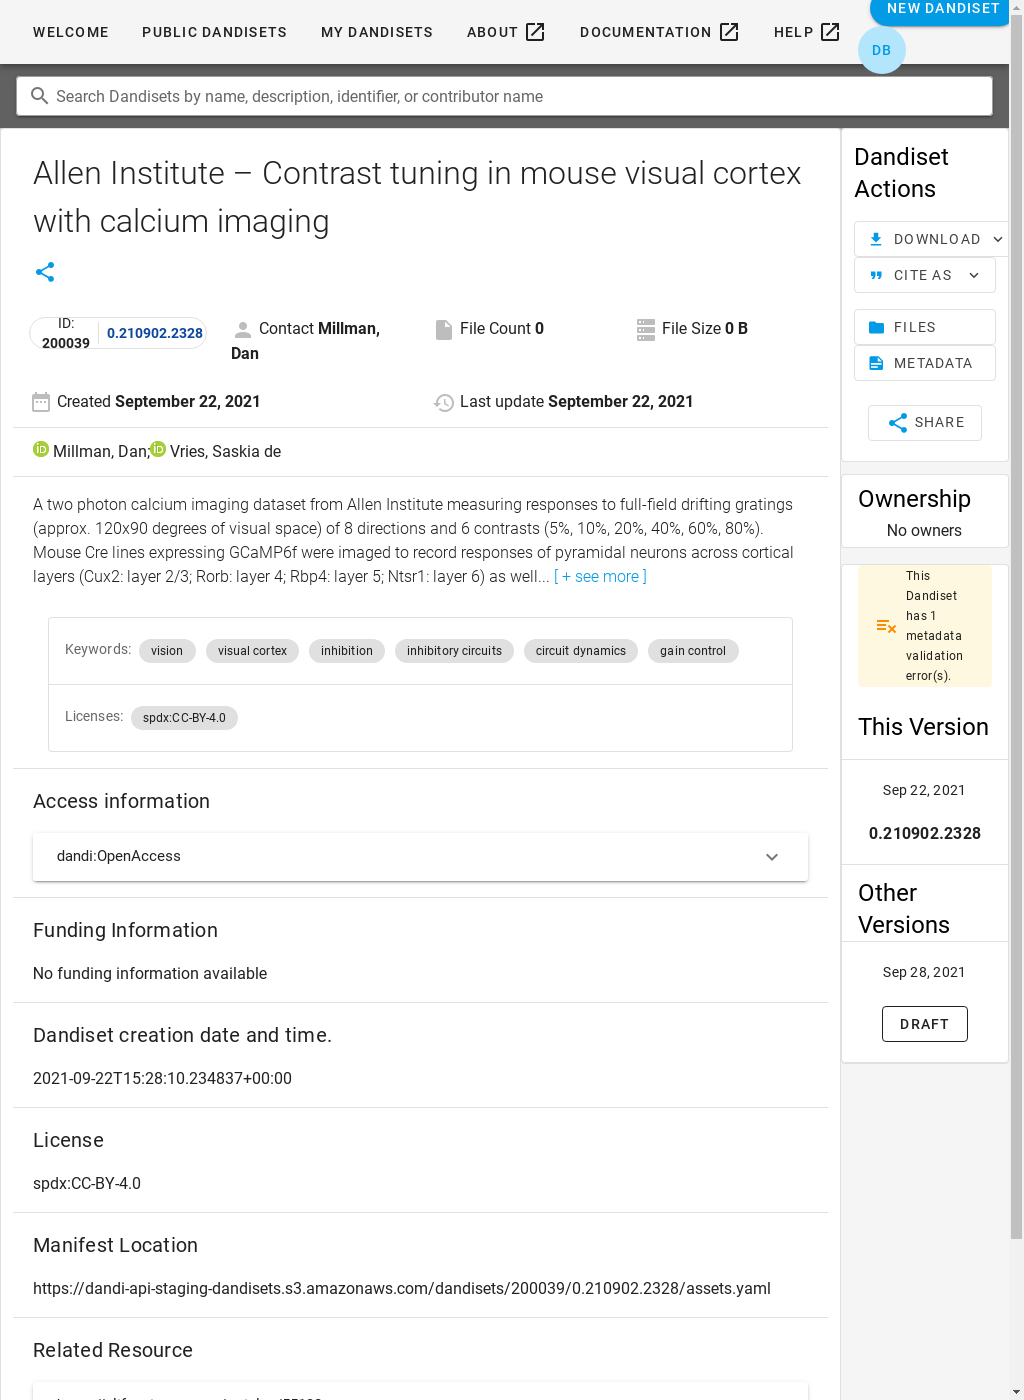 WELCOME PUBLIC DANDISETS MY DANDISETS ABOUT DOCUMENTATION HELP NEW DANDISET
DB
Search Dandisets by name, description, identifier, or contributor name
Allen Institute – Contrast tuning in mouse visual cortex
with calcium imaging
ID:
200039 0.210902.2328
Contact Millman,
Dan
File Count 0
File Size 0 B
Created September 22, 2021
Last update September 22, 2021
Millman, Dan; Vries, Saskia de
A two photon calcium imaging dataset from Allen Institute measuring responses to full-field drifting gratings
(approx. 120x90 degrees of visual space) of 8 directions and 6 contrasts (5%, 10%, 20%, 40%, 60%, 80%).
Mouse Cre lines expressing GCaMP6f were imaged to record responses of pyramidal neurons across cortical
layers (Cux2: layer 2/3; Rorb: layer 4; Rbp4: layer 5; Ntsr1: layer 6) as well... [ + see more ]
Keywords: vision visual cortex inhibition inhibitory circuits circuit dynamics gain control
Licenses: spdx:CC-BY-4.0
Access information
dandi:OpenAccess
Funding Information
No funding information available
Dandiset creation date and time.
2021-09-22T15:28:10.234837+00:00
License
spdx:CC-BY-4.0
Manifest Location
https://dandi-api-staging-dandisets.s3.amazonaws.com/dandisets/200039/0.210902.2328/assets.yaml
Related Resource
Dandiset
Actions
DOWNLOAD
CITE AS
FILES
METADATA
SHARE
Ownership
No owners
This
Dandiset
has 1
metadata
validation
error(s).
This Version
Sep 22, 2021
0.210902.2328
Other
Versions
Sep 28, 2021
DRAFT